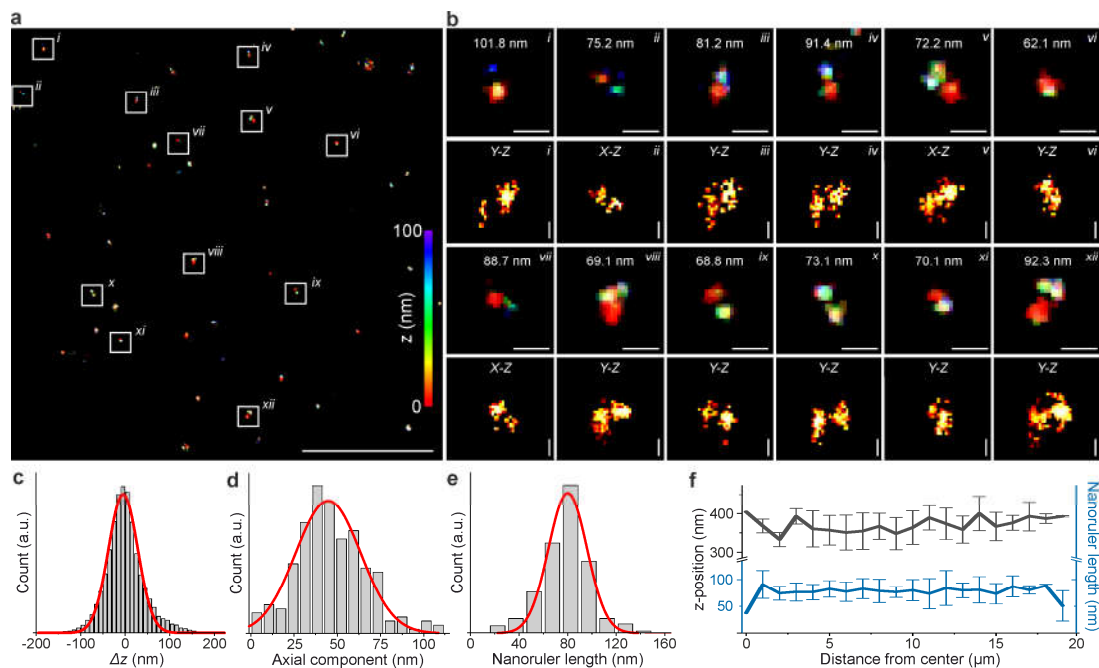 a
i
ii
iii
iv
v
vi
vii
viii
ix
x
xi
xii
100
z (nm)
0
b
101.8 nm i
75.2 nm ii
81.2 nm iii
91.4 nm iv
72.2 nm v
62.1 nm vi
Y-Z i
X-Z ii
Y-Z iii
Y-Z iv
X-Z v
Y-Z vi
88.7 nm vii
69.1 nm viii
68.8 nm ix
73.1 nm x
70.1 nm xi
92.3 nm xii
X-Z
Y-Z
Y-Z
Y-Z
Y-Z
Y-Z
c
Count (a.u.)
-200 -100 0 100 200
Δz (nm)
d
Count (a.u.)
0 25 50 75 100
Axial component (nm)
e
Count (a.u.)
0 40 80 120 160
Nanoruler length (nm)
f
z-position (nm)
400
350
100
50
Nanoruler length (nm)
0 5 10 15 20
Distance from center (μm)